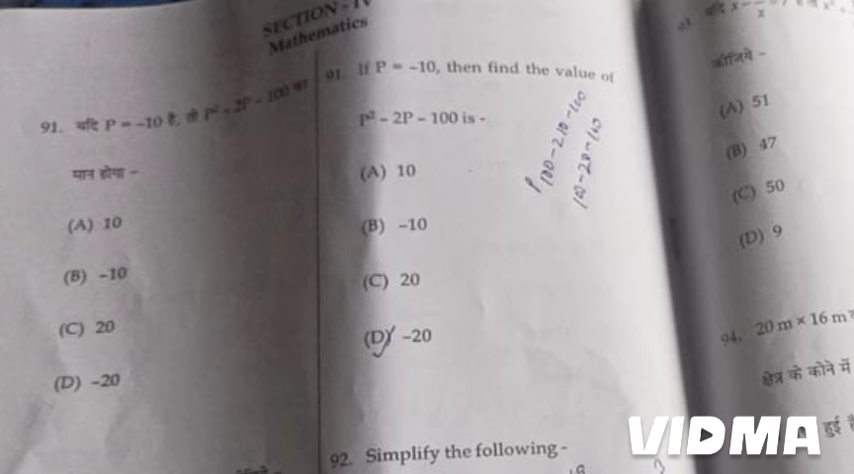 SECTION - IV
Mathematics
91. यदि P = -10 है, तो P² - 2P - 100 का
मान होगा -
(A) 10
(B) -10
(C) 20
(D) -20
91. If P = -10, then find the value of
P² - 2P - 100 is -
(A) 10
(B) -10
(C) 20
(D) -20
92. Simplify the following -
कीजिये -
(A) 51
(B) 47
(C) 50
(D) 9
94. 20 m × 16 m
क्षेत्र के कोने में
हुई है
VIDMA